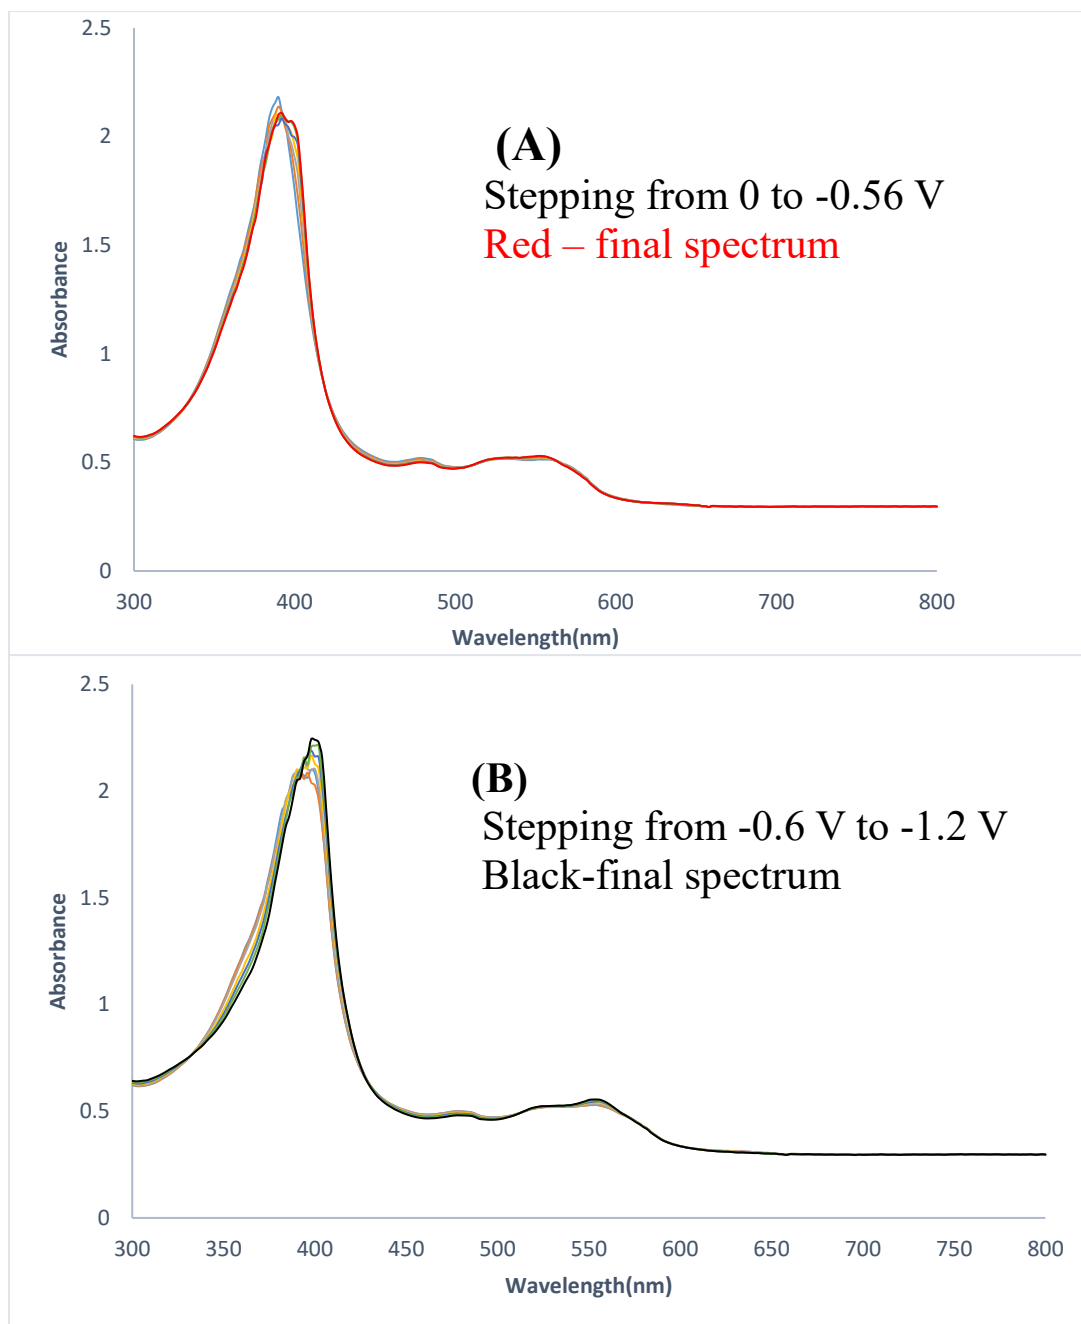 2.5
(A)
2
Stepping from 0 to -0.56 V
Red – final spectrum
1.5
Absorbance
1
0.5
0
300 400 500 600 700 800
Wavelength(nm)
2.5
(B)
2
Stepping from -0.6 V to -1.2 V
Black-final spectrum
1.5
Absorbance
1
0.5
0
300 350 400 450 500 550 600 650 700 750 800
Wavelength(nm)